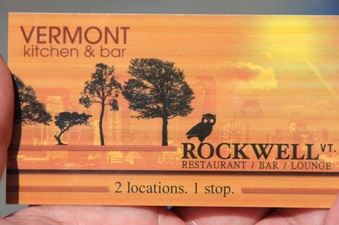 VERMONT
kitchen & bar
ROCKWELL VT.
RESTAURANT / BAR / LOUNGE
2 locations. 1 stop.